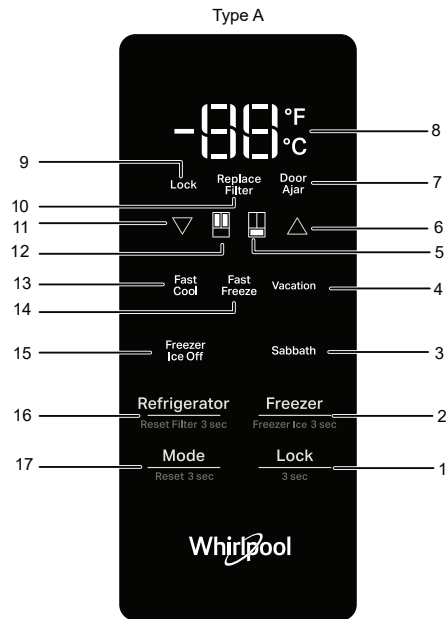 Type A
-88 °F
°C
8
9
Lock
Replace
Filter
Door
Ajar
7
10
11
6
12
5
13
Fast
Cool
Fast
Freeze
Vacation
4
14
15
Freezer
Ice Off
Sabbath
3
16
Refrigerator
Reset Filter 3 sec
Freezer
Freezer Ice 3 sec
2
17
Mode
Reset 3 sec
Lock
3 sec
1
Whirlpool